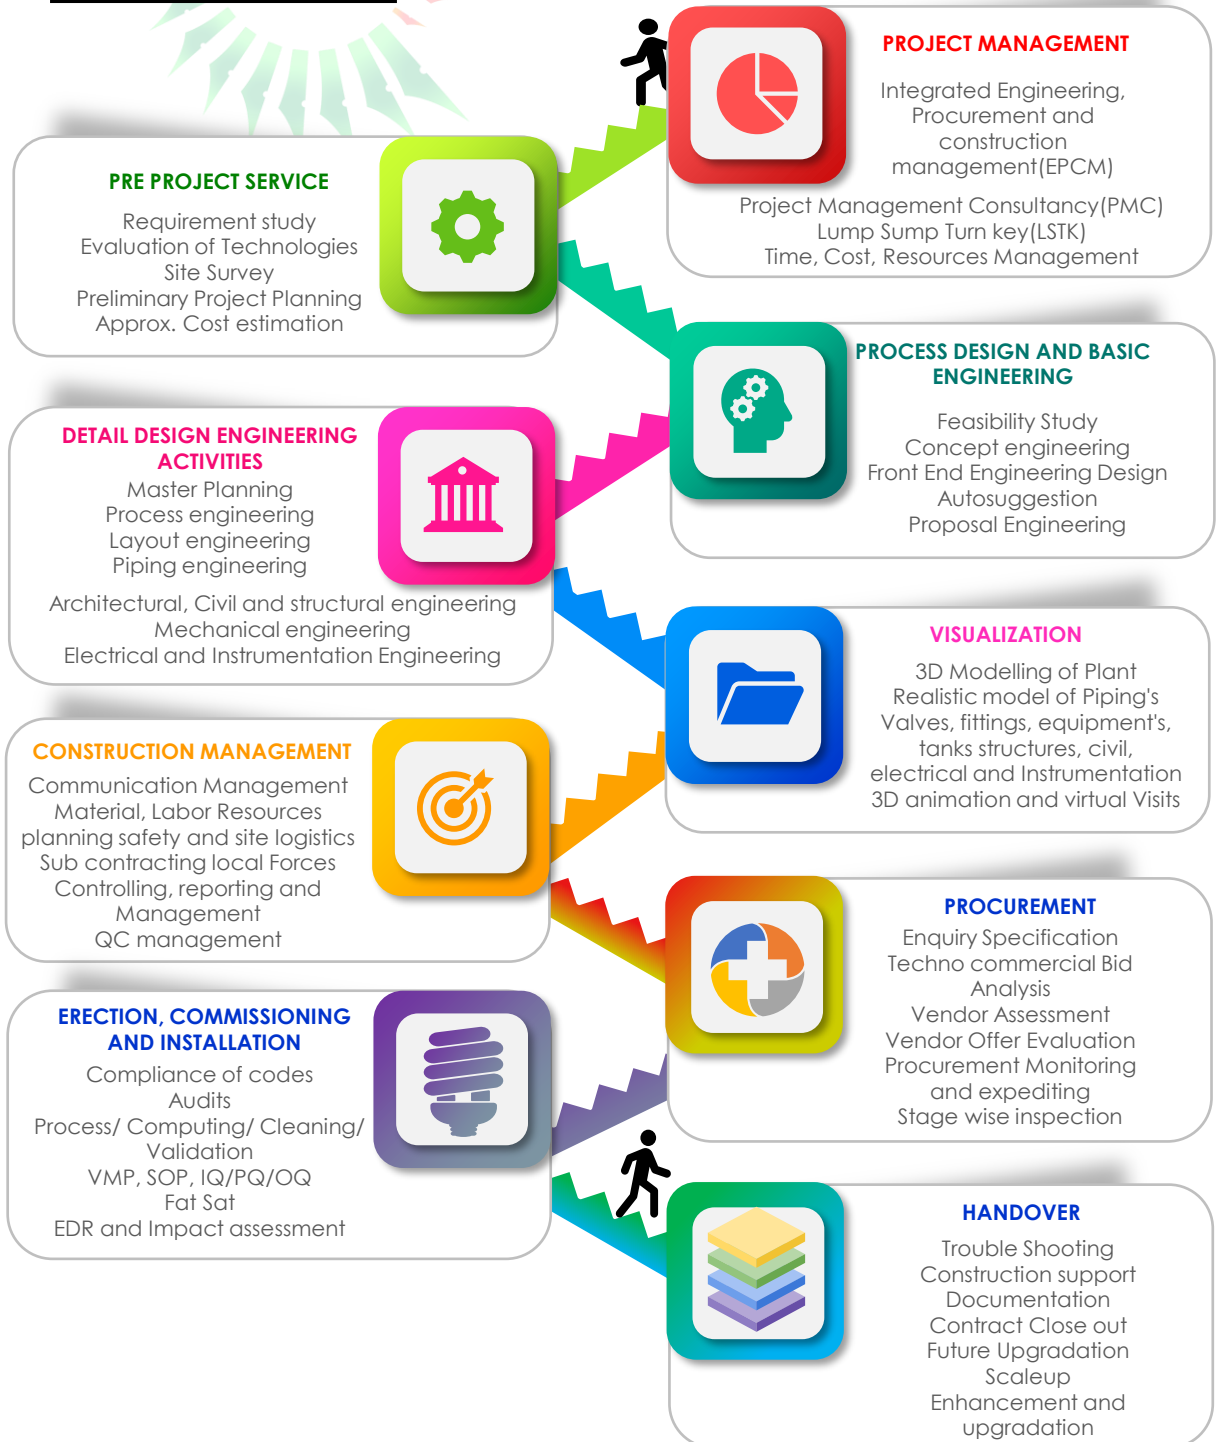 PROJECT MANAGEMENT
Integrated Engineering,
Procurement and
construction
management(EPCM)
Project Management Consultancy(PMC)
Lump Sump Turn key(LSTK)
Time, Cost, Resources Management
PRE PROJECT SERVICE
Requirement study
Evaluation of Technologies
Site Survey
Preliminary Project Planning
Approx. Cost estimation
PROCESS DESIGN AND BASIC
ENGINEERING
Feasibility Study
Concept engineering
Front End Engineering Design
Autosuggestion
Proposal Engineering
DETAIL DESIGN ENGINEERING
ACTIVITIES
Master Planning
Process engineering
Layout engineering
Piping engineering
Architectural, Civil and structural engineering
Mechanical engineering
Electrical and Instrumentation Engineering
VISUALIZATION
3D Modelling of Plant
Realistic model of Piping's
Valves, fittings, equipment's,
tanks structures, civil,
electrical and Instrumentation
3D animation and virtual Visits
CONSTRUCTION MANAGEMENT
Communication Management
Material, Labor Resources
planning safety and site logistics
Sub contracting local Forces
Controlling, reporting and
Management
QC management
PROCUREMENT
Enquiry Specification
Techno commercial Bid
Analysis
Vendor Assessment
Vendor Offer Evaluation
Procurement Monitoring
and expediting
Stage wise inspection
ERECTION, COMMISSIONING
AND INSTALLATION
Compliance of codes
Audits
Process/ Computing/ Cleaning/
Validation
VMP, SOP, IQ/PQ/OQ
Fat Sat
EDR and Impact assessment
HANDOVER
Trouble Shooting
Construction support
Documentation
Contract Close out
Future Upgradation
Scaleup
Enhancement and
upgradation